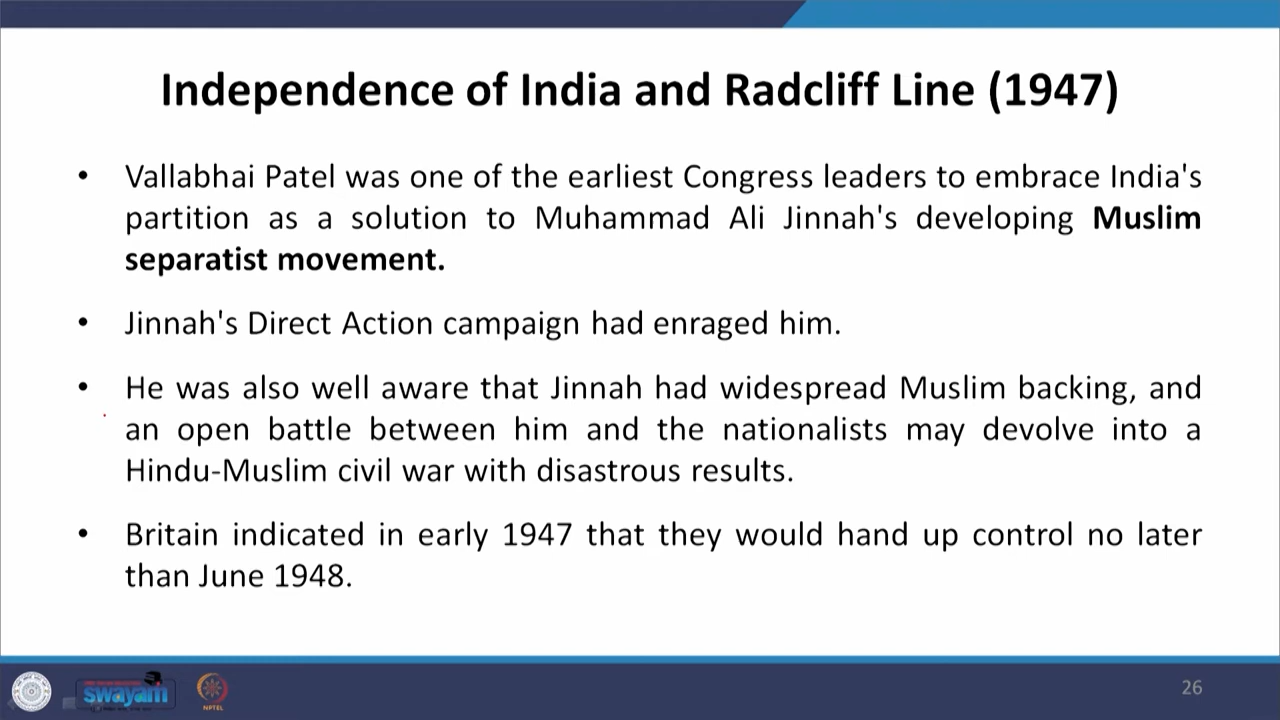 Independence of India and Radcliff Line (1947)
• Vallabhai Patel was one of the earliest Congress leaders to embrace India's
partition as a solution to Muhammad Ali Jinnah's developing Muslim
separatist movement.
• Jinnah's Direct Action campaign had enraged him.
• He was also well aware that Jinnah had widespread Muslim backing, and
an open battle between him and the nationalists may devolve into a
Hindu-Muslim civil war with disastrous results.
• Britain indicated in early 1947 that they would hand up control no later
than June 1948.
swayam
NPTEL
26